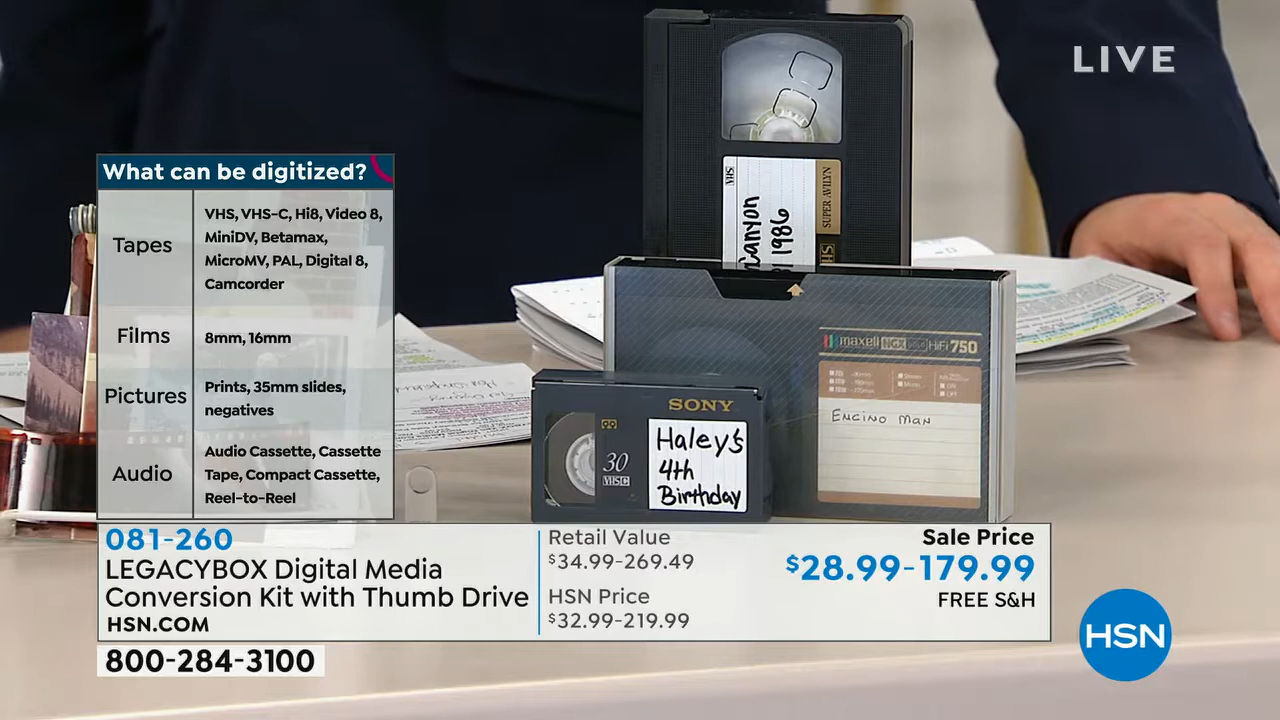 LIVE
What can be digitized?
Tapes
VHS, VHS-C, Hi8, Video 8,
MiniDV, Betamax,
MicroMV, PAL, Digital 8,
Camcorder
Films
8mm, 16mm
Pictures
Prints, 35mm slides,
negatives
Audio
Audio Cassette, Cassette
Tape, Compact Cassette,
Reel-to-Reel
VHS
Canyon
1986
SUPER AVILYN
maxell HGX HiFi 750
ENCINO MAN
SONY
30
VHS C
Haley's
4th
Birthday
081-260
LEGACYBOX Digital Media
Conversion Kit with Thumb Drive
HSN.COM
Retail Value
$34.99-269.49
HSN Price
$32.99-219.99
Sale Price
$28.99-179.99
FREE S&H
800-284-3100
HSN